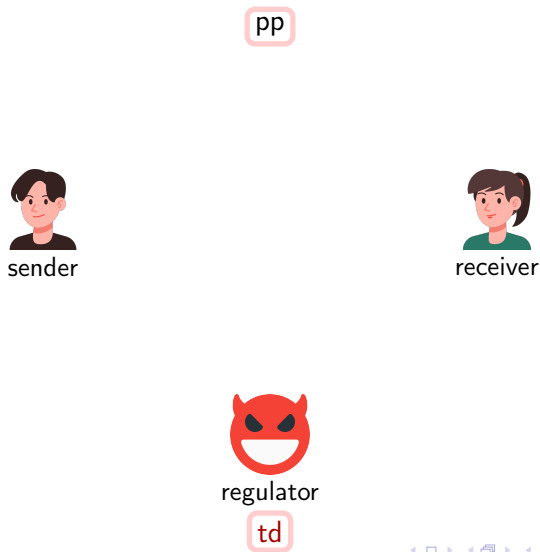 pp
sender
receiver
regulator
td